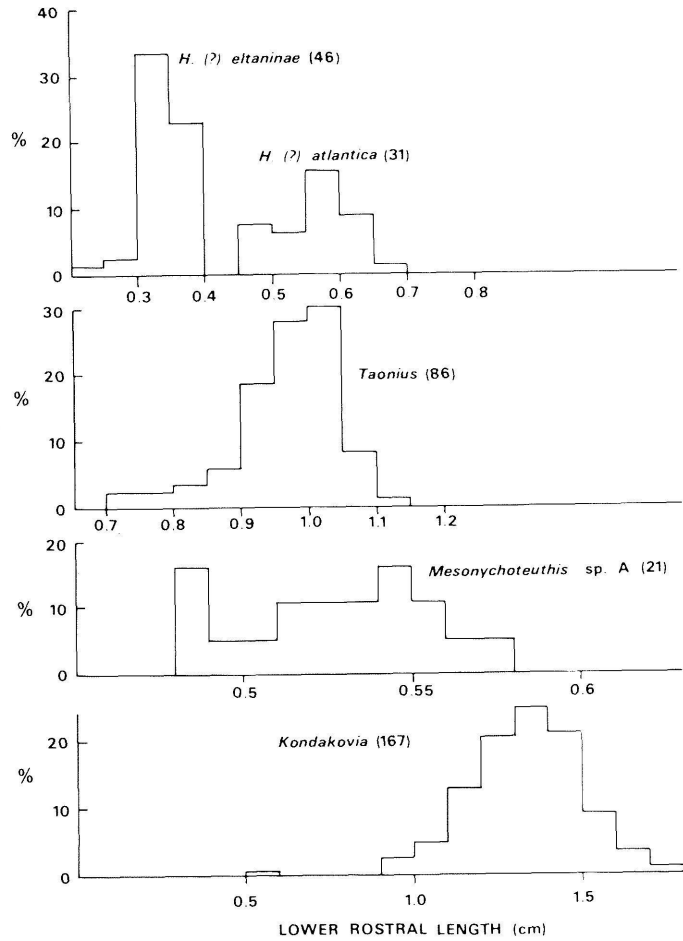 40
H. (?) eltaninae (46)
30
%
20
H. (?) atlantica (31)
10
0
0.3 0.4 0.5 0.6 0.7 0.8
30
20
Taonius (86)
%
10
0
0.7 0.8 0.9 1.0 1.1 1.2
20
Mesonychoteuthis sp. A (21)
10
%
0
0.5 0.55 0.6
Kondakovia (167)
20
%
10
0
0.5 1.0 1.5
LOWER ROSTRAL LENGTH (cm)